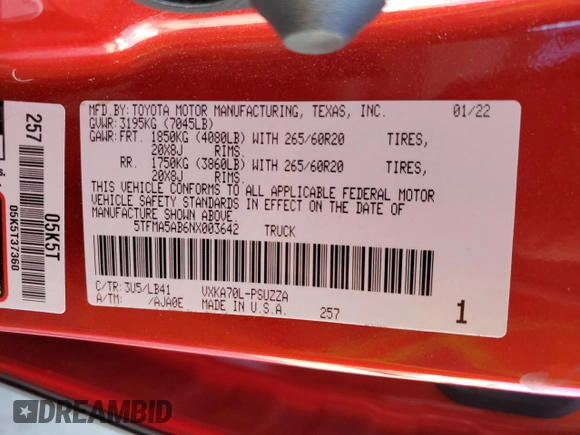 MFD.BY:TOYOTA MOTOR MANUFACTURING, TEXAS, INC. 01/22
GVWR:3195KG (7045LB)
GAWR:FRT. 1850KG (4080LB) WITH 265/60R20 TIRES,
20X8J RIMS.
RR. 1750KG (3860LB) WITH 265/60R20 TIRES,
20X8J RIMS.
THIS VEHICLE CONFORMS TO ALL APPLICABLE FEDERAL MOTOR
VEHICLE SAFETY STANDARDS IN EFFECT ON THE DATE OF
MANUFACTURE SHOWN ABOVE.
5TFMA5AB6NX003642 TRUCK
C/TR:3U5/LB41 VXKA70L-PSUZZA
A/TM: /AJA0E MADE IN U.S.A. 257 1
257
05K5T
05K5T37360
DREAMBID